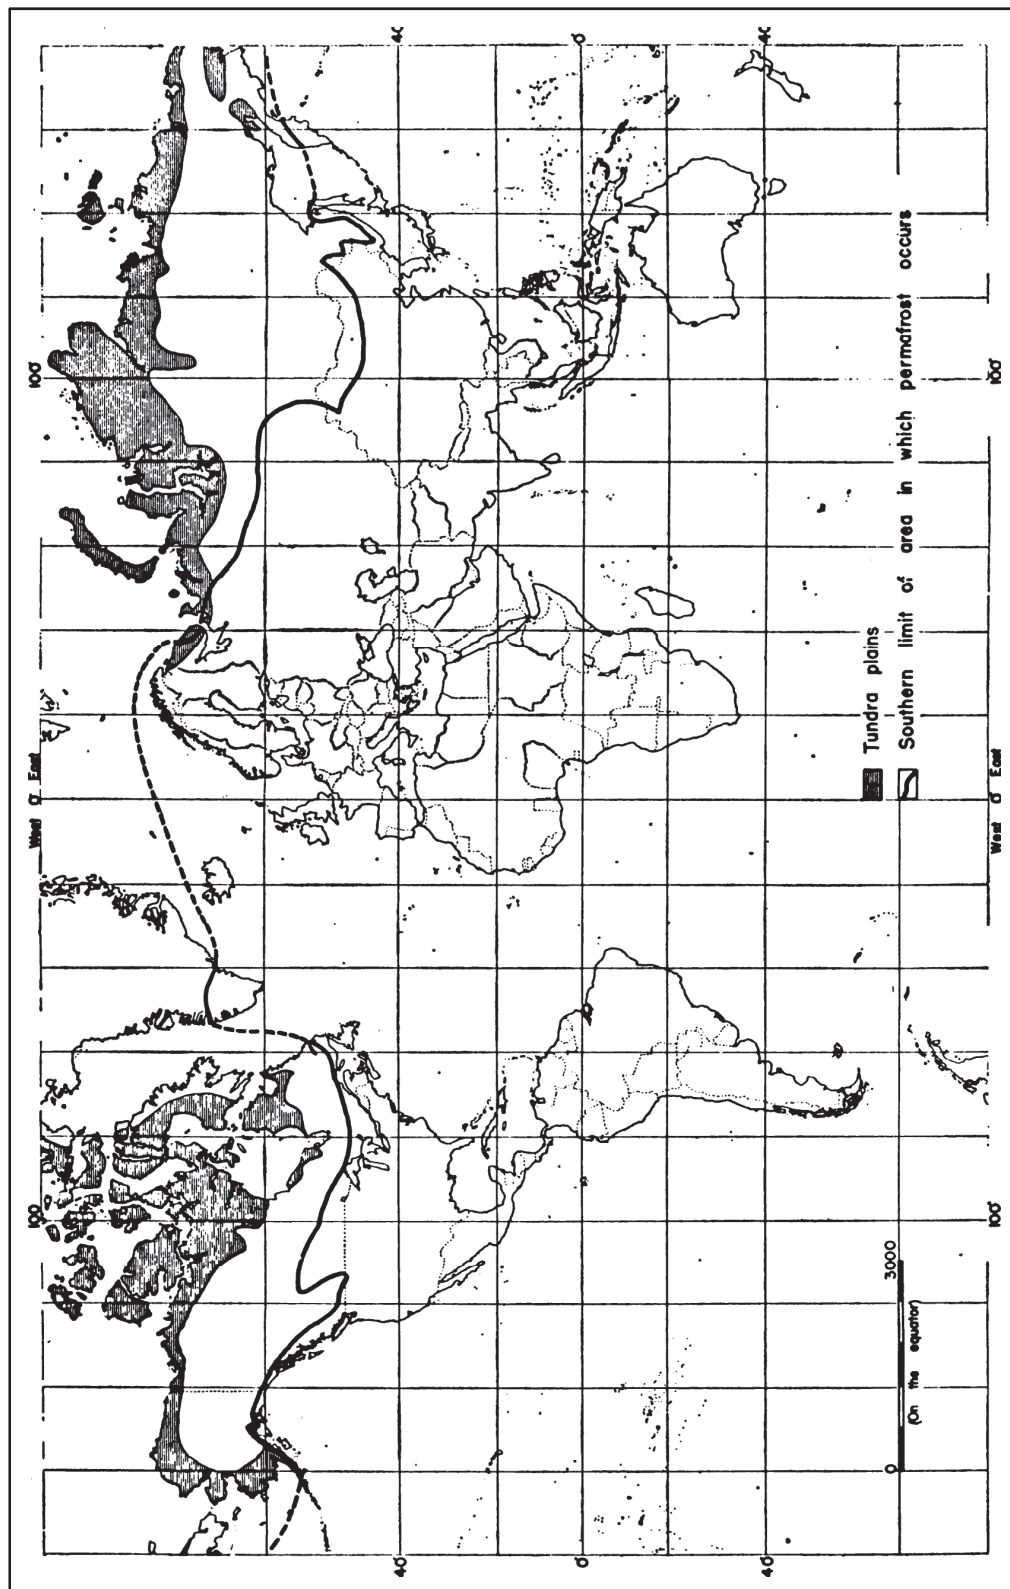 100°
West 0° East
100°
40
40
0°
0°
40
40
Tundra plains
Southern limit of area in which permafrost occurs
0 3000
(On the equator)
100°
West 0° East
100°